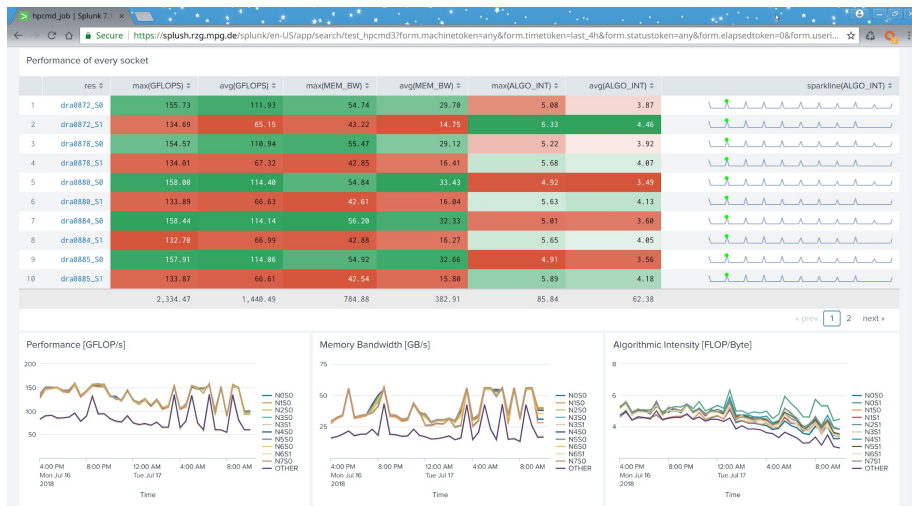 hpcmd_job | Splunk 7.1
Secure | https://splush.rzg.mpg.de/splunk/en-US/app/search/test_hpcmd3?form.machinetoken=any&form.timetoken=last_4h&form.statustoken=any&form.elapsedtoken=0&form.useri...
Performance of every socket
res max(GFLOPS) avg(GFLOPS) max(MEM_BW) avg(MEM_BW) max(ALGO_INT) avg(ALGO_INT) sparkline(ALGO_INT)
1 dra0872_S0 155.73 111.93 54.74 29.70 5.08 3.87
2 dra0872_S1 134.69 65.15 43.22 14.75 6.33 4.46
3 dra0878_S0 154.57 110.94 55.47 29.12 5.22 3.92
4 dra0878_S1 134.01 67.32 42.85 16.41 5.68 4.07
5 dra0880_S0 158.00 114.40 54.84 33.43 4.92 3.49
6 dra0880_S1 133.89 66.63 42.61 16.04 5.63 4.13
7 dra0884_S0 158.44 114.14 56.20 32.33 5.01 3.60
8 dra0884_S1 132.70 66.99 42.88 16.27 5.65 4.05
9 dra0885_S0 157.91 114.06 54.92 32.66 4.91 3.56
10 dra0885_S1 133.87 66.61 42.54 15.80 5.89 4.18
2,334.47 1,440.49 784.88 382.91 85.84 62.38
« prev 1 2 next »
Performance [GFLOP/s]
200
150
100
50
4:00 PM 8:00 PM 12:00 AM 4:00 AM 8:00 AM
Mon Jul 16 Tue Jul 17
2018
Time
N0S0
N1S0
N2S0
N3S0
N3S1
N4S0
N5S0
N6S0
N6S1
N7S0
OTHER
Memory Bandwidth [GB/s]
75
50
25
4:00 PM 8:00 PM 12:00 AM 4:00 AM 8:00 AM
Mon Jul 16 Tue Jul 17
2018
Time
N0S0
N1S0
N2S0
N3S0
N3S1
N4S0
N5S0
N6S0
N6S1
N7S0
OTHER
Algorithmic Intensity [FLOP/Byte]
8
6
4
4:00 PM 8:00 PM 12:00 AM 4:00 AM 8:00 AM
Mon Jul 16 Tue Jul 17
2018
Time
N0S0
N0S1
N1S1
N2S1
N3S1
N4S1
N5S1
N6S1
N7S1
OTHER